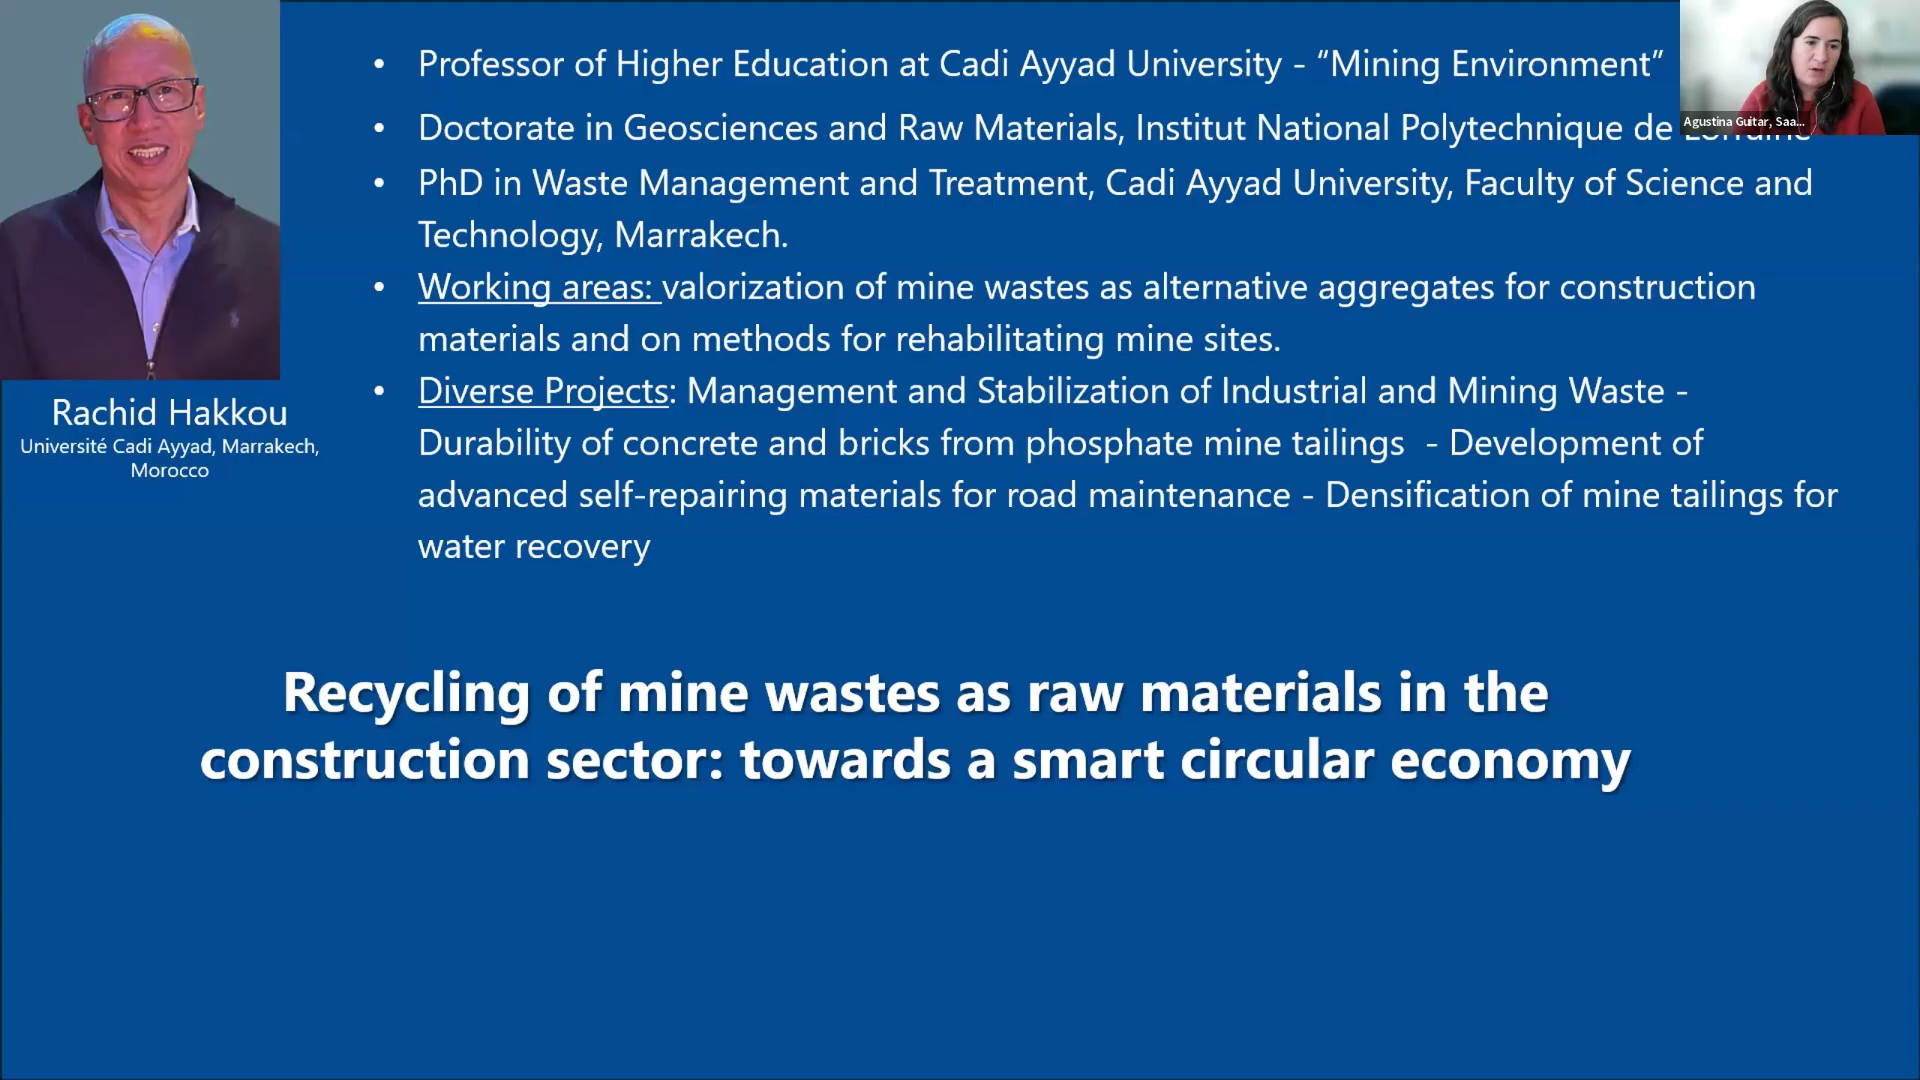 • Professor of Higher Education at Cadi Ayyad University - “Mining Environment”
• Doctorate in Geosciences and Raw Materials, Institut National Polytechnique de
• PhD in Waste Management and Treatment, Cadi Ayyad University, Faculty of Science and
Technology, Marrakech.
• Working areas: valorization of mine wastes as alternative aggregates for construction
materials and on methods for rehabilitating mine sites.
• Diverse Projects: Management and Stabilization of Industrial and Mining Waste -
Durability of concrete and bricks from phosphate mine tailings - Development of
advanced self-repairing materials for road maintenance - Densification of mine tailings for
water recovery
Rachid Hakkou
Université Cadi Ayyad, Marrakech,
Morocco
Agustina Guitar, Saa...
Recycling of mine wastes as raw materials in the
construction sector: towards a smart circular economy